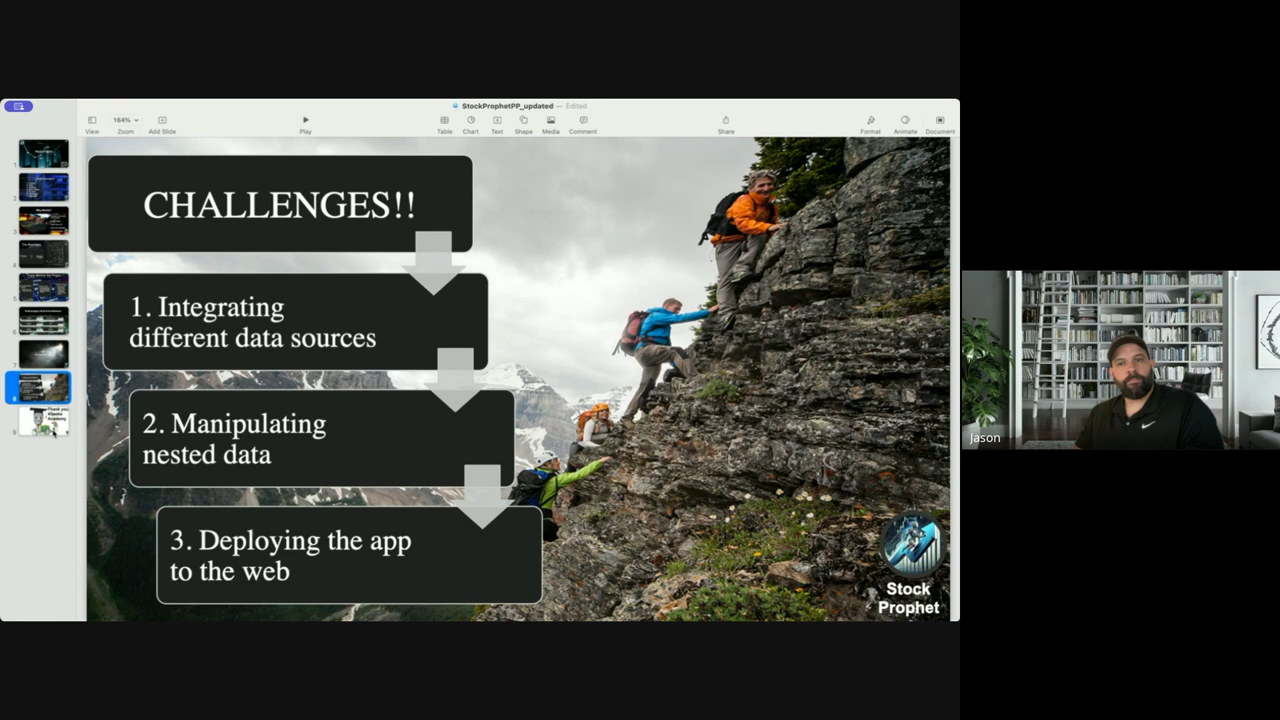 StockProphetPP_updated — Edited
164%
View
Zoom
Add Slide
Play
Table
Chart
Text
Shape
Media
Comment
Share
Format
Animate
Document
CHALLENGES!!
1. Integrating
different data sources
2. Manipulating
nested data
3. Deploying the app
to the web
Stock
Prophet
Jason